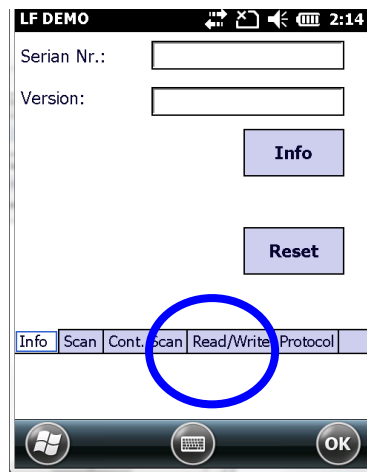 LF DEMO 2:14
Serian Nr.:
Version:
Info
Reset
Info Scan Cont. Scan Read/Write Protocol
OK